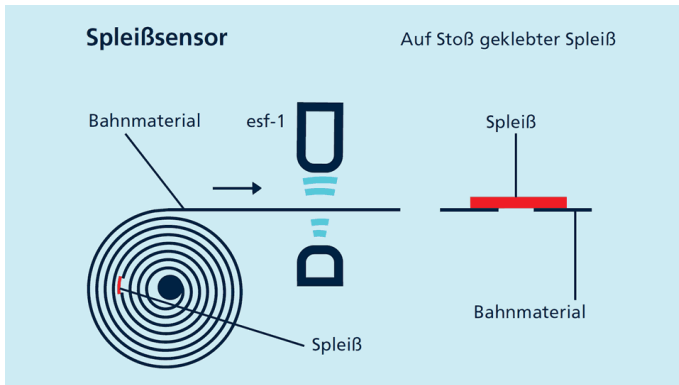 Spleißsensor
Auf Stoß geklebter Spleiß
Bahnmaterial
esf-1
Spleiß
Bahnmaterial
Spleiß